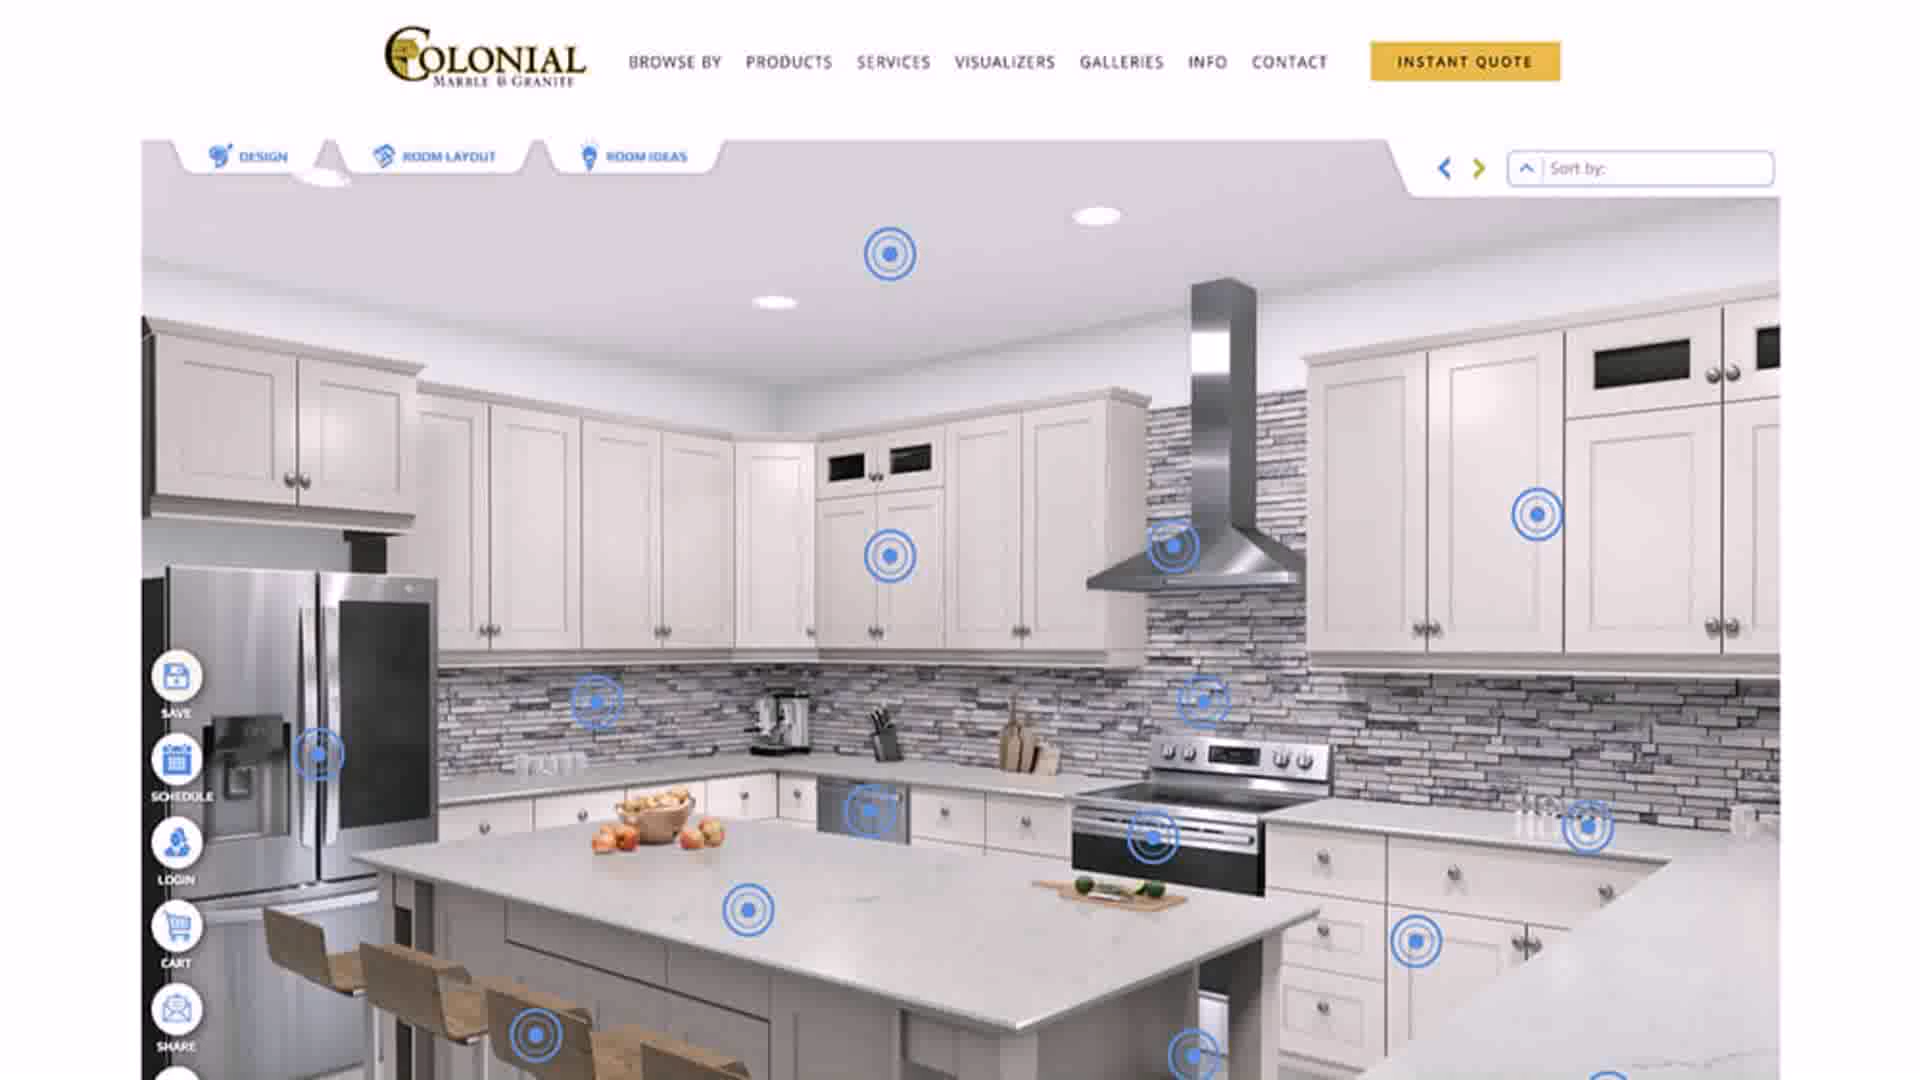 COLONIAL
MARBLE & GRANITE
BROWSE BY PRODUCTS SERVICES VISUALIZERS GALLERIES INFO CONTACT
INSTANT QUOTE
DESIGN
ROOM LAYOUT
ROOM IDEAS
Sort by:
SAVE
SCHEDULE
LOGIN
CART
SHARE